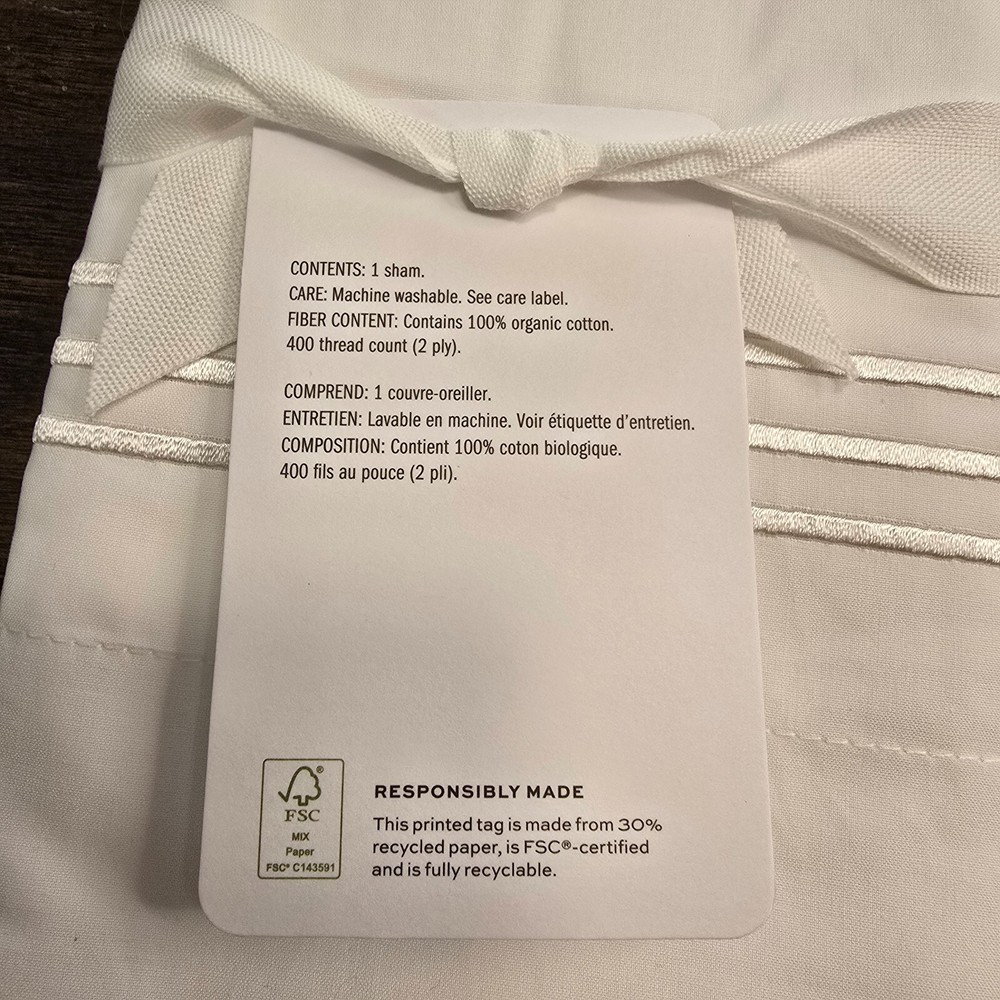 CONTENTS: 1 sham.
CARE: Machine washable. See care label.
FIBER CONTENT: Contains 100% organic cotton.
400 thread count (2 ply).
COMPREND: 1 couvre-oreiller.
ENTRETIEN: Lavable en machine. Voir étiquette d'entretien.
COMPOSITION: Contient 100% coton biologique.
400 fils au pouce (2 pli).
FSC
MIX
Paper
FSC® C143591
RESPONSIBLY MADE
This printed tag is made from 30%
recycled paper, is FSC®-certified
and is fully recyclable.